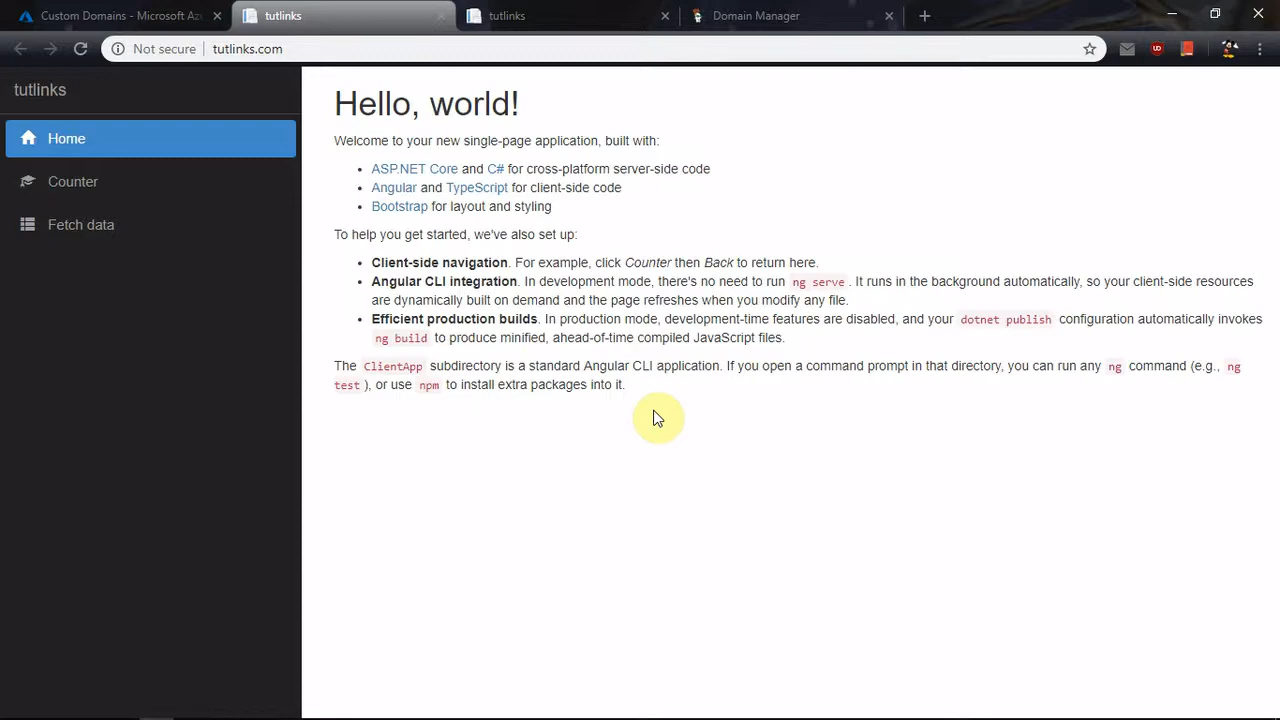 Custom Domains - Microsoft Az
tutlinks
tutlinks
Domain Manager
Not secure
tutlinks.com
tutlinks
Home
Counter
Fetch data
Hello, world!
Welcome to your new single-page application, built with:
ASP.NET Core and C# for cross-platform server-side code
Angular and TypeScript for client-side code
Bootstrap for layout and styling
To help you get started, we've also set up:
Client-side navigation. For example, click Counter then Back to return here.
Angular CLI integration. In development mode, there's no need to run ng serve. It runs in the background automatically, so your client-side resources
are dynamically built on demand and the page refreshes when you modify any file.
Efficient production builds. In production mode, development-time features are disabled, and your dotnet publish configuration automatically invokes
ng build to produce minified, ahead-of-time compiled JavaScript files.
The ClientApp subdirectory is a standard Angular CLI application. If you open a command prompt in that directory, you can run any ng command (e.g., ng
test), or use npm to install extra packages into it.